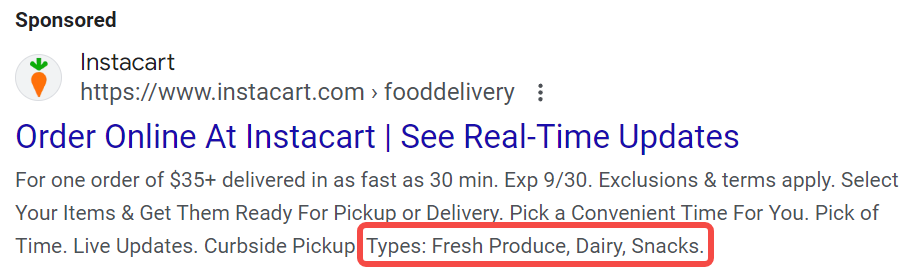 Sponsored
Instacart
https://www.instacart.com › fooddelivery
Order Online At Instacart | See Real-Time Updates
For one order of $35+ delivered in as fast as 30 min. Exp 9/30. Exclusions & terms apply. Select
Your Items & Get Them Ready For Pickup or Delivery. Pick a Convenient Time For You. Pick of
Time. Live Updates. Curbside Pickup. Types: Fresh Produce, Dairy, Snacks.